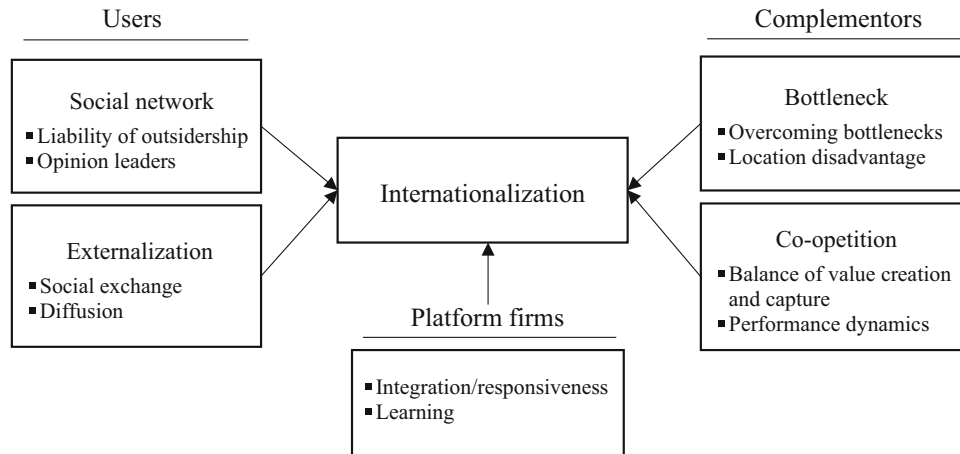 Users
Social network
▪ Liability of outsidership
▪ Opinion leaders
Externalization
▪ Social exchange
▪ Diffusion
Internationalization
Platform firms
▪ Integration/responsiveness
▪ Learning
Complementors
Bottleneck
▪ Overcoming bottlenecks
▪ Location disadvantage
Co-opetition
▪ Balance of value creation
and capture
▪ Performance dynamics